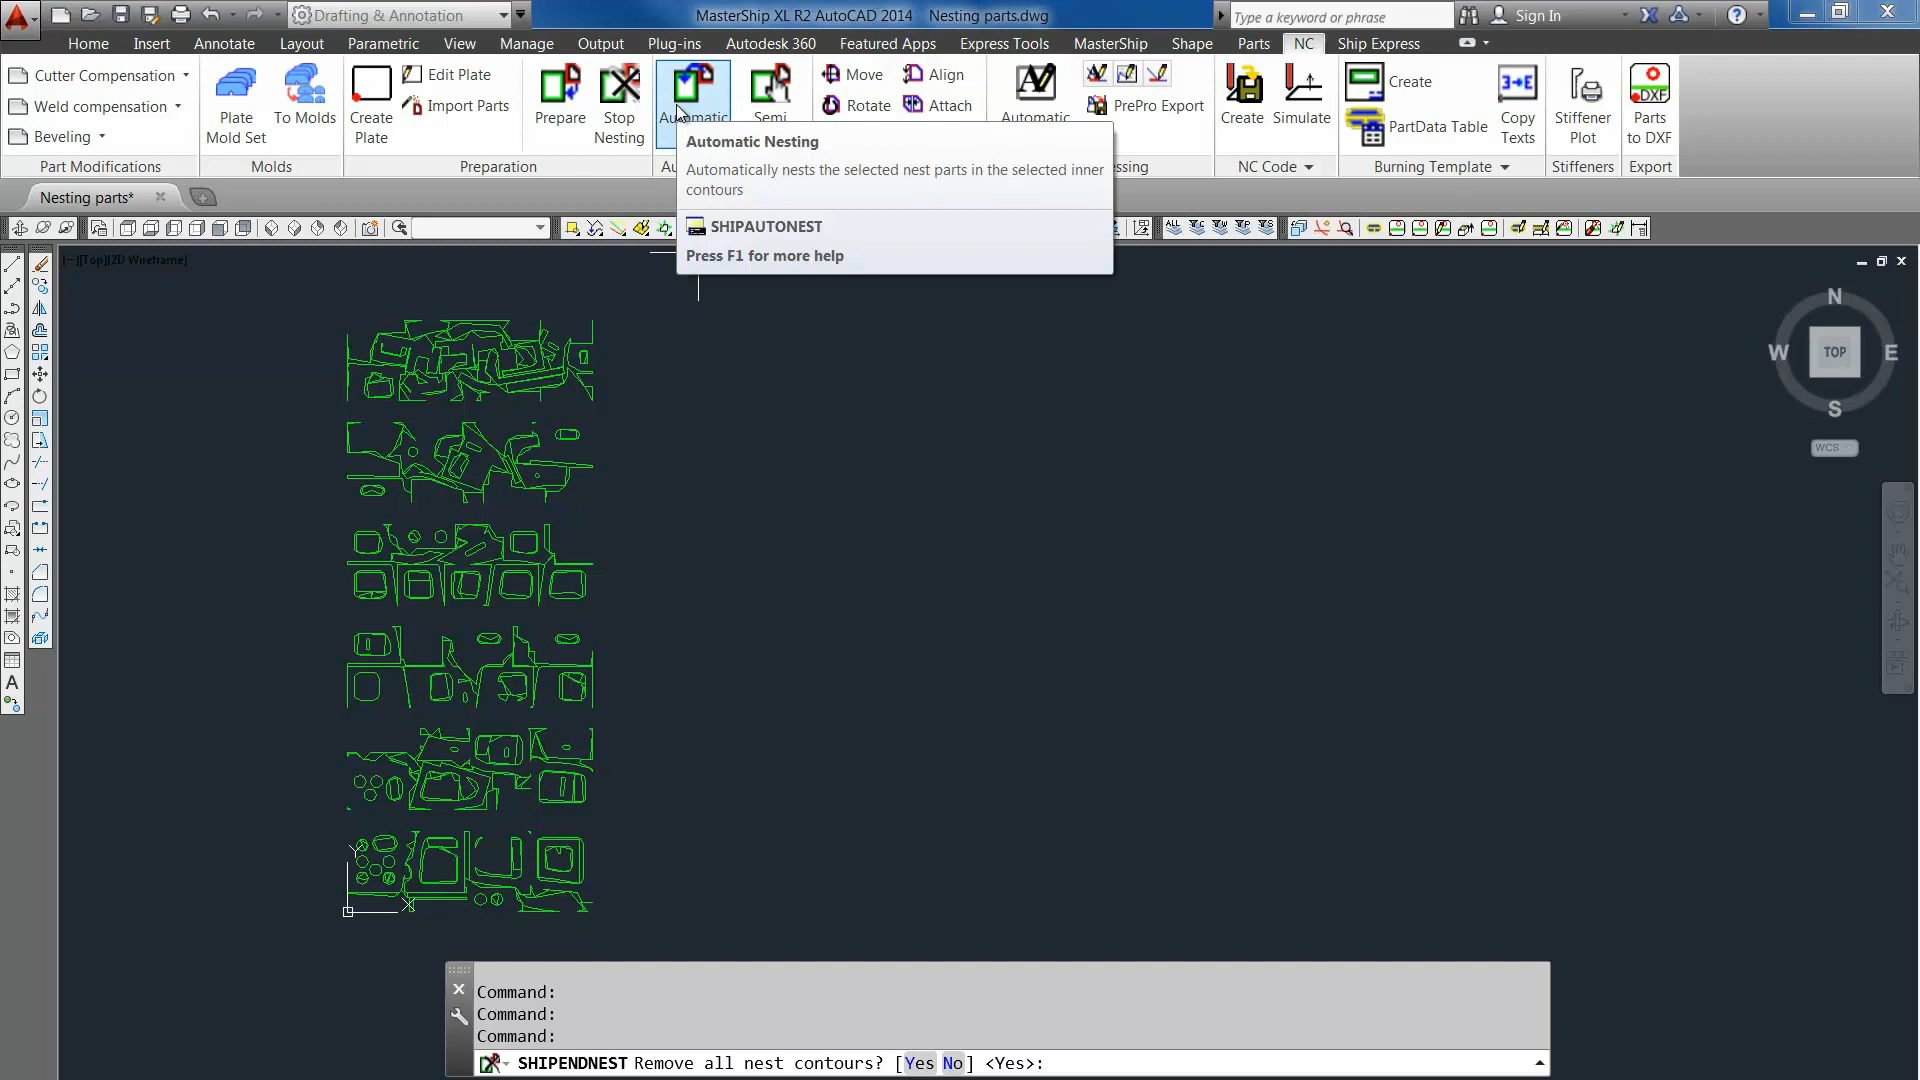 Drafting & Annotation
MasterShip XL R2 AutoCAD 2014 Nesting parts.dwg
Type a keyword or phrase
Sign In
Home Insert Annotate Layout Parametric View Manage Output Plug-ins Autodesk 360 Featured Apps Express Tools MasterShip Shape Parts NC Ship Express
Cutter Compensation
Weld compensation
Beveling
Part Modifications
Plate
Mold Set
To Molds
Molds
Create
Plate
Edit Plate
Import Parts
Prepare
Stop
Nesting
Preparation
Automatic
Semi
Move
Rotate
Align
Attach
Automatic
PrePro Export
Create
Simulate
NC Code
Create
PartData Table
Copy
Texts
Burning Template
Stiffener
Plot
Stiffeners
Parts
to DXF
DXF
Export
Automatic Nesting
Automatically nests the selected nest parts in the selected inner
contours
SHIPAUTONEST
Press F1 for more help
Nesting parts*
ALL
[−][Top][2D Wireframe]
N
W TOP E
S
WCS
Y
X
Command:
Command:
Command:
SHIPENDNEST Remove all nest contours? [Yes No] <Yes>: